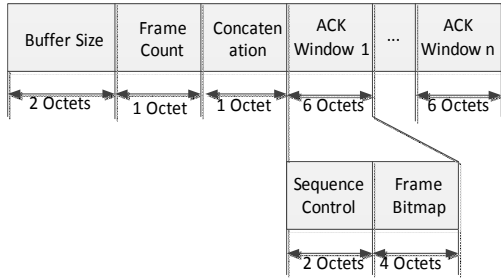 Buffer Size
Frame
Count
Concaten
ation
ACK
Window 1
...
ACK
Window n
2 Octets
1 Octet
1 Octet
6 Octets
6 Octets
Sequence
Control
Frame
Bitmap
2 Octets
4 Octets